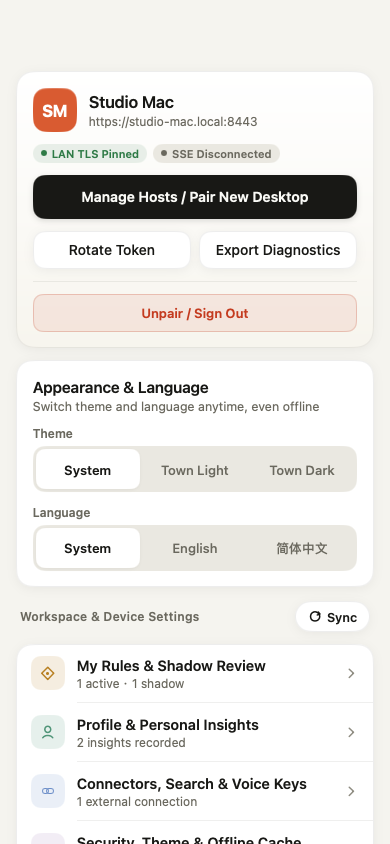 SM
Studio Mac
https://studio-mac.local:8443
LAN TLS Pinned
SSE Disconnected
Manage Hosts / Pair New Desktop
Rotate Token
Export Diagnostics
Unpair / Sign Out
Appearance & Language
Switch theme and language anytime, even offline
Theme
System
Town Light
Town Dark
Language
System
English
简体中文
Workspace & Device Settings
Sync
My Rules & Shadow Review
1 active · 1 shadow
Profile & Personal Insights
2 insights recorded
Connectors, Search & Voice Keys
1 external connection
Security, Theme & Offline Cache